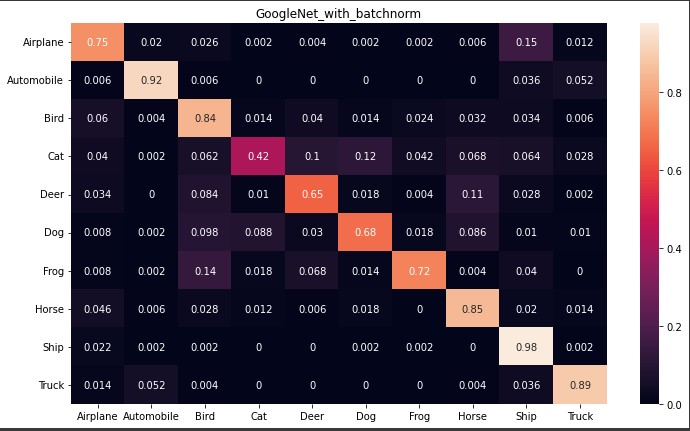 GoogleNet_with_batchnorm
Airplane 0.75 0.02 0.026 0.002 0.004 0.002 0.002 0.006 0.15 0.012
Automobile 0.006 0.92 0.006 0 0 0 0 0 0.036 0.052
0.8
Bird 0.06 0.004 0.84 0.014 0.04 0.014 0.024 0.032 0.034 0.006
Cat 0.04 0.002 0.062 0.42 0.1 0.12 0.042 0.068 0.064 0.028
0.6
Deer 0.034 0 0.084 0.01 0.65 0.018 0.004 0.11 0.028 0.002
Dog 0.008 0.002 0.098 0.088 0.03 0.68 0.018 0.086 0.01 0.01
0.4
Frog 0.008 0.002 0.14 0.018 0.068 0.014 0.72 0.004 0.04 0
Horse 0.046 0.006 0.028 0.012 0.006 0.018 0 0.85 0.02 0.014
0.2
Ship 0.022 0.002 0.002 0 0 0.002 0.002 0 0.98 0.002
Truck 0.014 0.052 0.004 0 0 0 0 0.004 0.036 0.89
0.0
Airplane Automobile Bird Cat Deer Dog Frog Horse Ship Truck